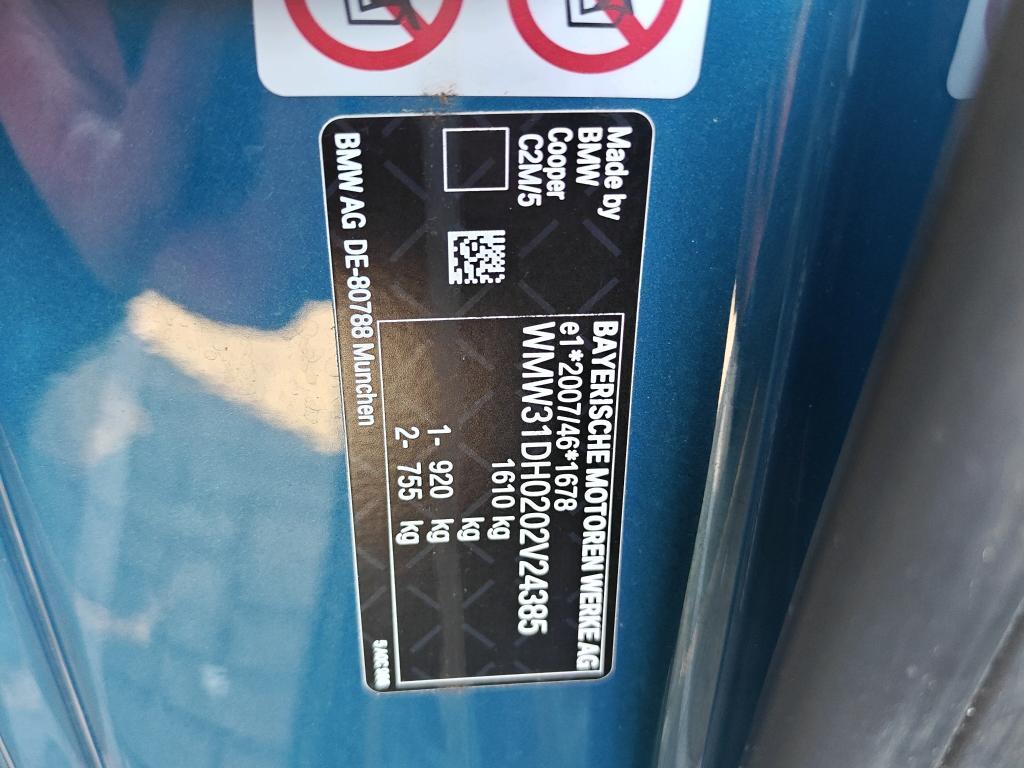 Made by
BMW
Cooper
C2M/5
BAYERISCHE MOTOREN WERKE AG
e1*2007/46*1678
WMW31DH0202V24385
1610 kg
kg
1- 920 kg
2- 755 kg
BMW AG DE-80788 Munchen